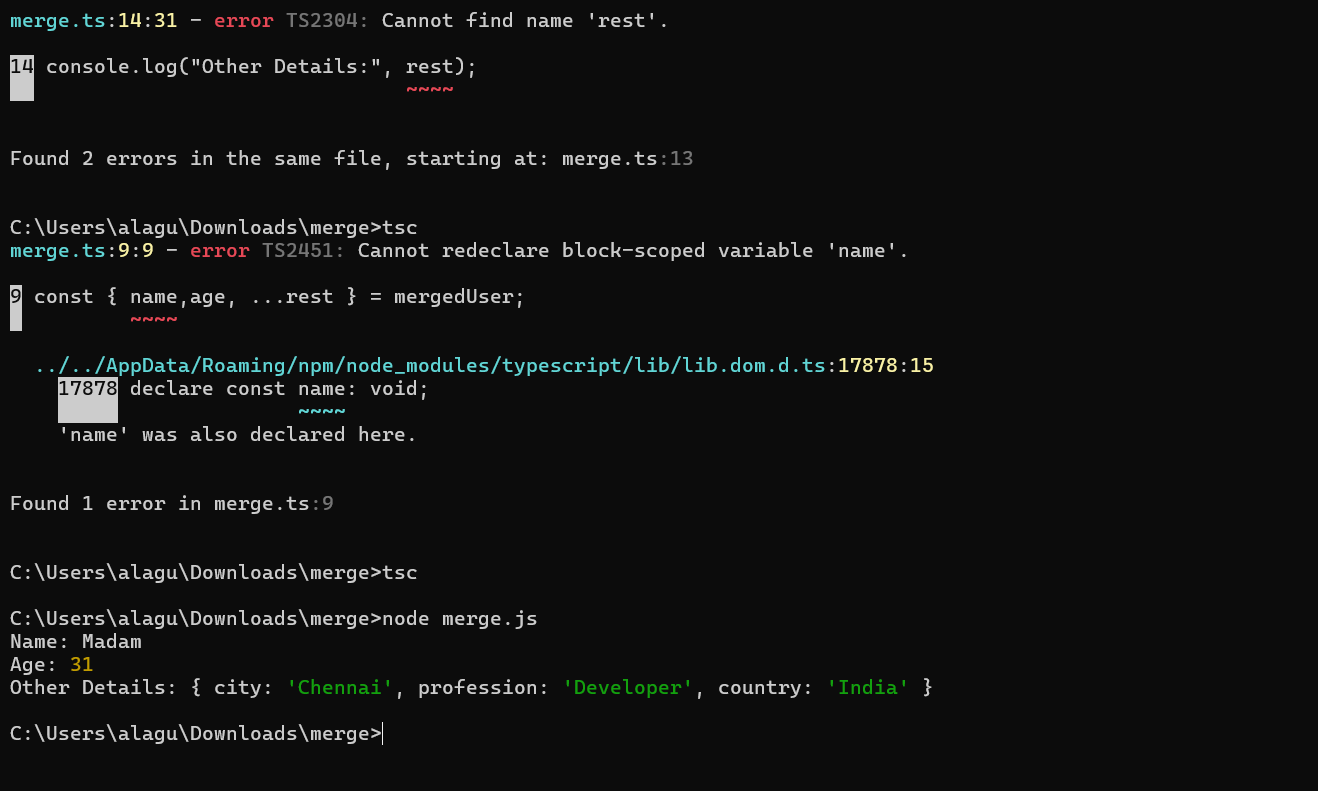 merge.ts:14:31 - error TS2304: Cannot find name 'rest'.
14 console.log("Other Details:", rest);
~~~~
Found 2 errors in the same file, starting at: merge.ts:13
C:\Users\alagu\Downloads\merge>tsc
merge.ts:9:9 - error TS2451: Cannot redeclare block-scoped variable 'name'.
9 const { name,age, ...rest } = mergedUser;
~~~~
../../AppData/Roaming/npm/node_modules/typescript/lib/lib.dom.d.ts:17878:15
17878 declare const name: void;
~~~~
'name' was also declared here.
Found 1 error in merge.ts:9
C:\Users\alagu\Downloads\merge>tsc
C:\Users\alagu\Downloads\merge>node merge.js
Name: Madam
Age: 31
Other Details: { city: 'Chennai', profession: 'Developer', country: 'India' }
C:\Users\alagu\Downloads\merge>